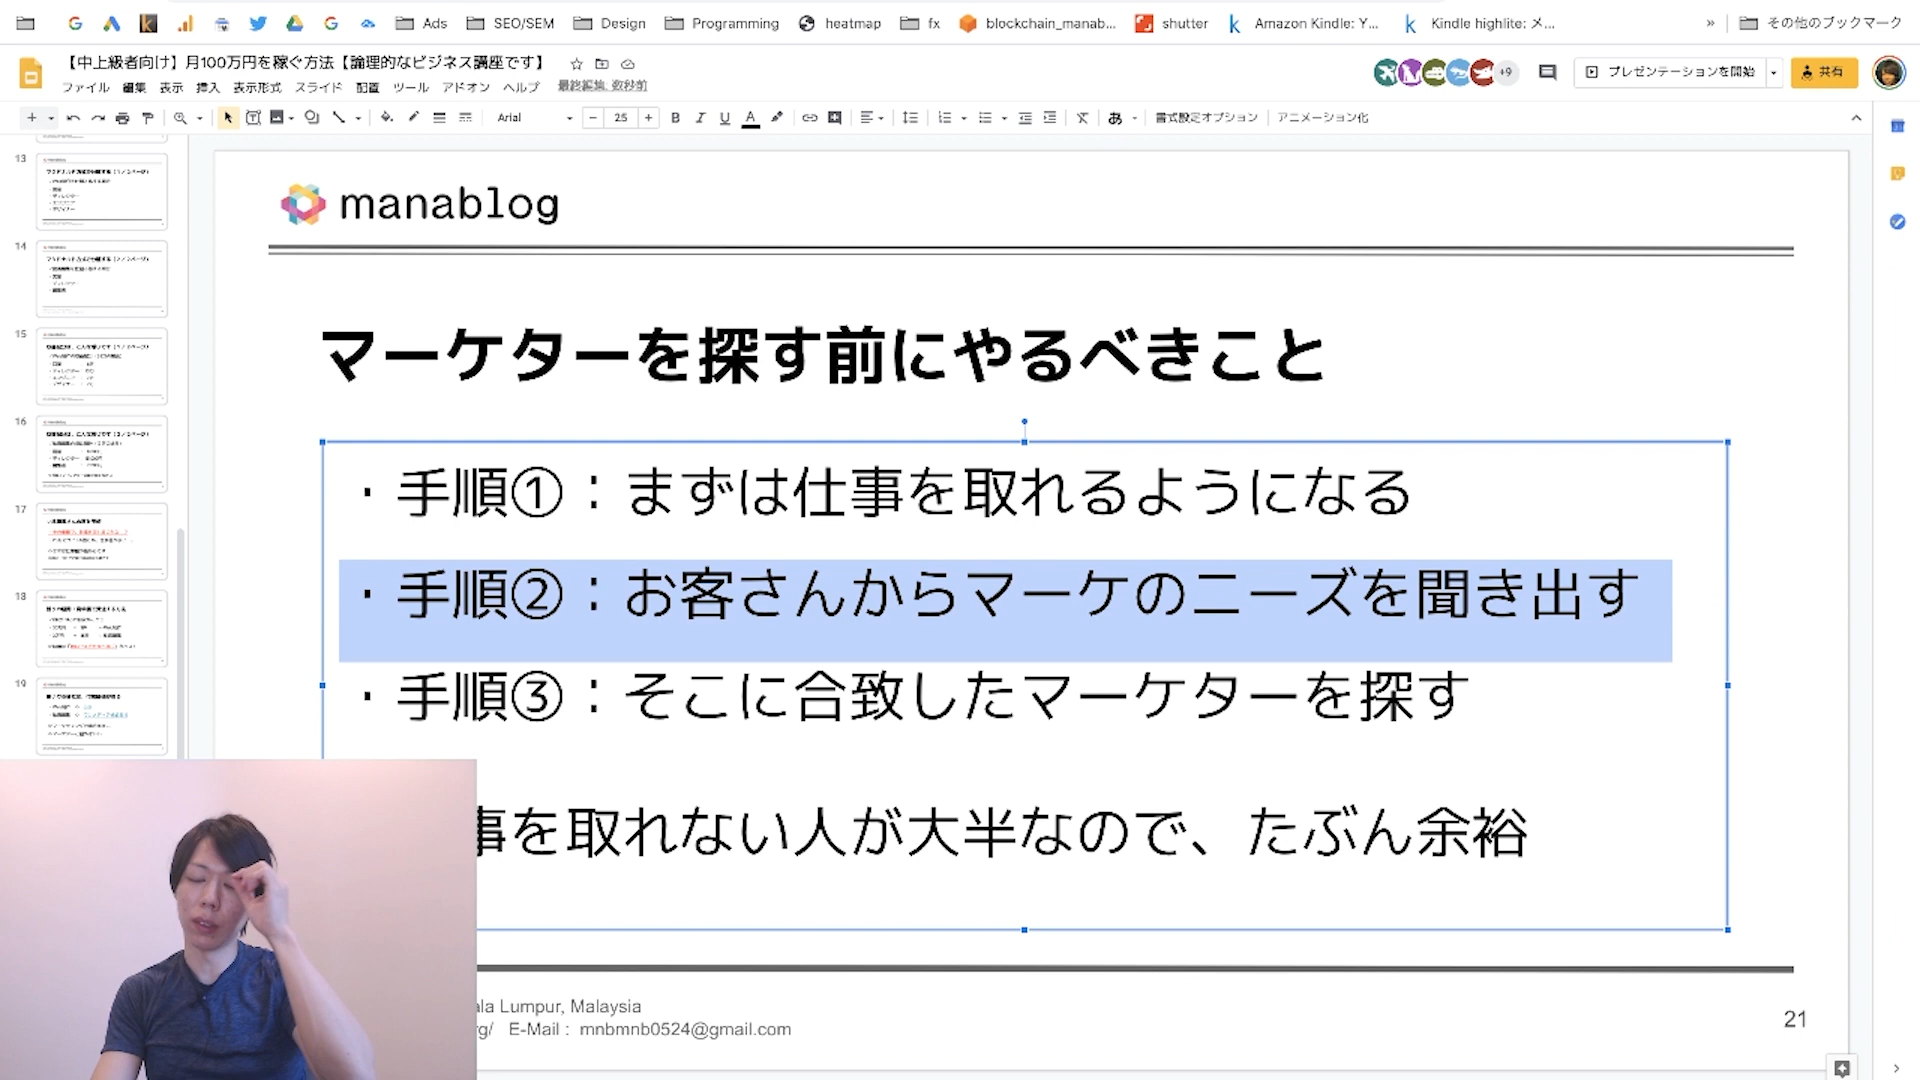 Ads SEO/SEM Design Programming heatmap fx blockchain_manab... shutter Amazon Kindle: Y... Kindle highlite: メ... » その他のブックマーク
【中上級者向け】月100万円を稼ぐ方法【論理的なビジネス講座です】
+9 プレゼンテーションを開始 共有
ファイル 編集 表示 挿入 表示形式 スライド 配置 ツール アドオン ヘルプ 最終編集: 数秒前
Arial 25 B I U A あ 書式設定オプション アニメーション化
13
14
15
16
17
18
19
manablog
マーケターを探す前にやるべきこと
・手順①：まずは仕事を取れるようになる
・手順②：お客さんからマーケのニーズを聞き出す
・手順③：そこに合致したマーケターを探す
事を取れない人が大半なので、たぶん余裕
ala Lumpur, Malaysia
rg/ E-Mail : mnbmnb0524@gmail.com
21